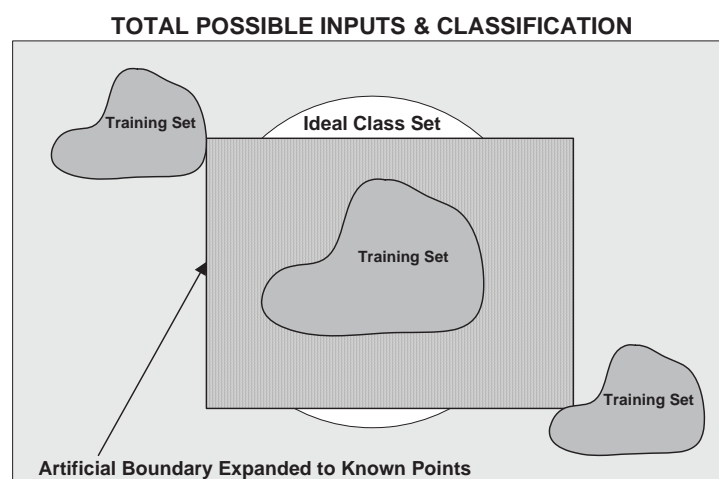 TOTAL POSSIBLE INPUTS & CLASSIFICATION
Training Set
Ideal Class Set
Training Set
Training Set
Artificial Boundary Expanded to Known Points